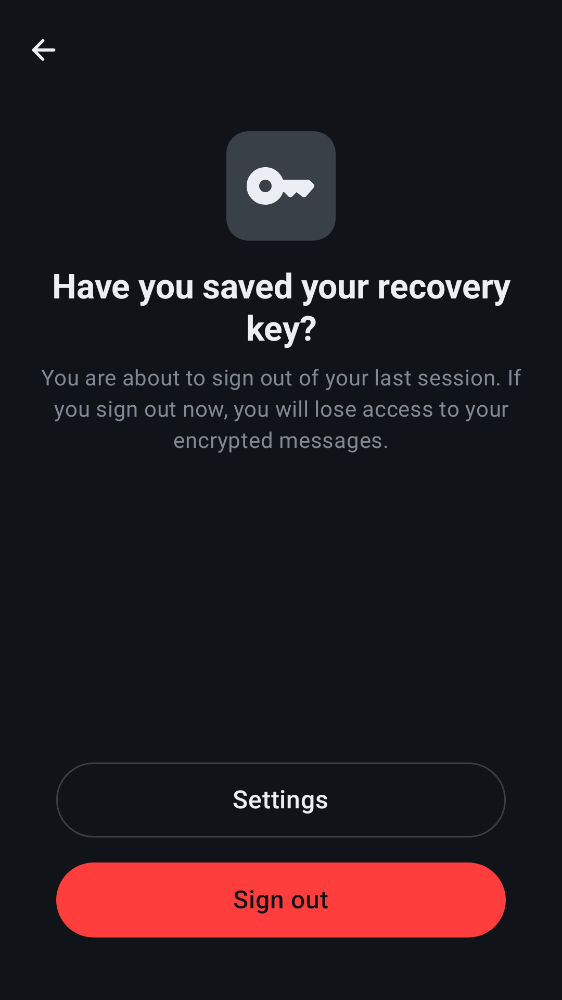 Have you saved your recovery
key?
You are about to sign out of your last session. If
you sign out now, you will lose access to your
encrypted messages.
Settings
Sign out